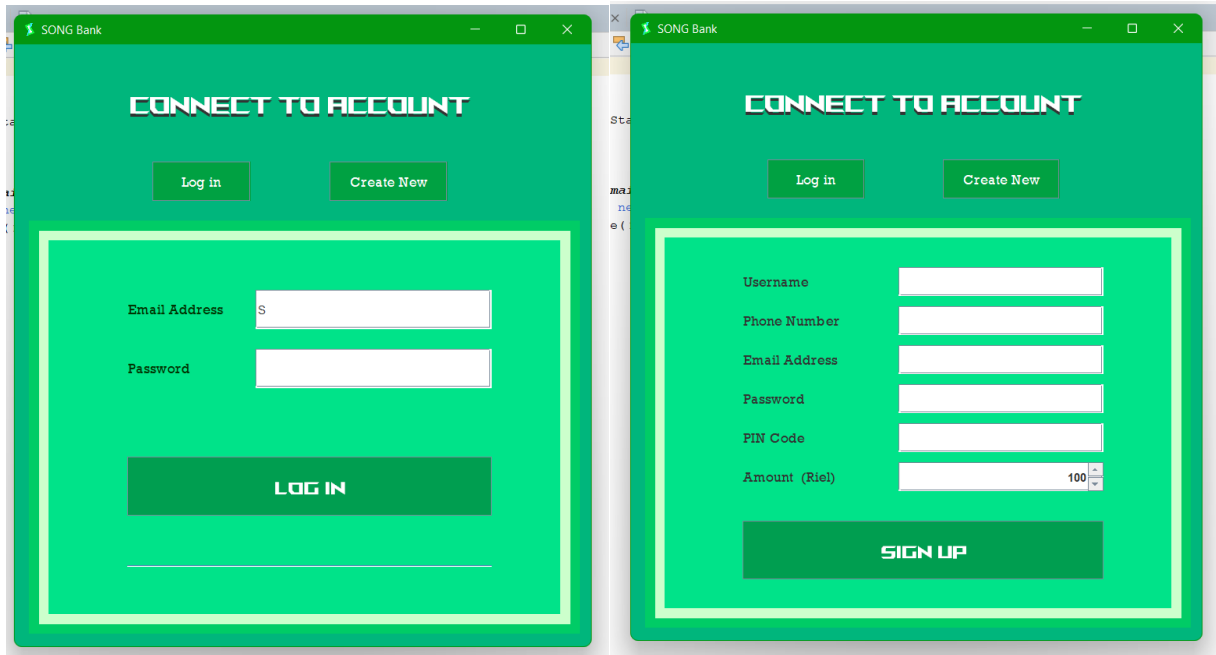 SONG Bank
CONNECT TO ACCOUNT
Log in Create New
Email Address S
Password
LOG IN
SONG Bank
CONNECT TO ACCOUNT
Log in Create New
Username
Phone Number
Email Address
Password
PIN Code
Amount (Riel) 100
SIGN UP